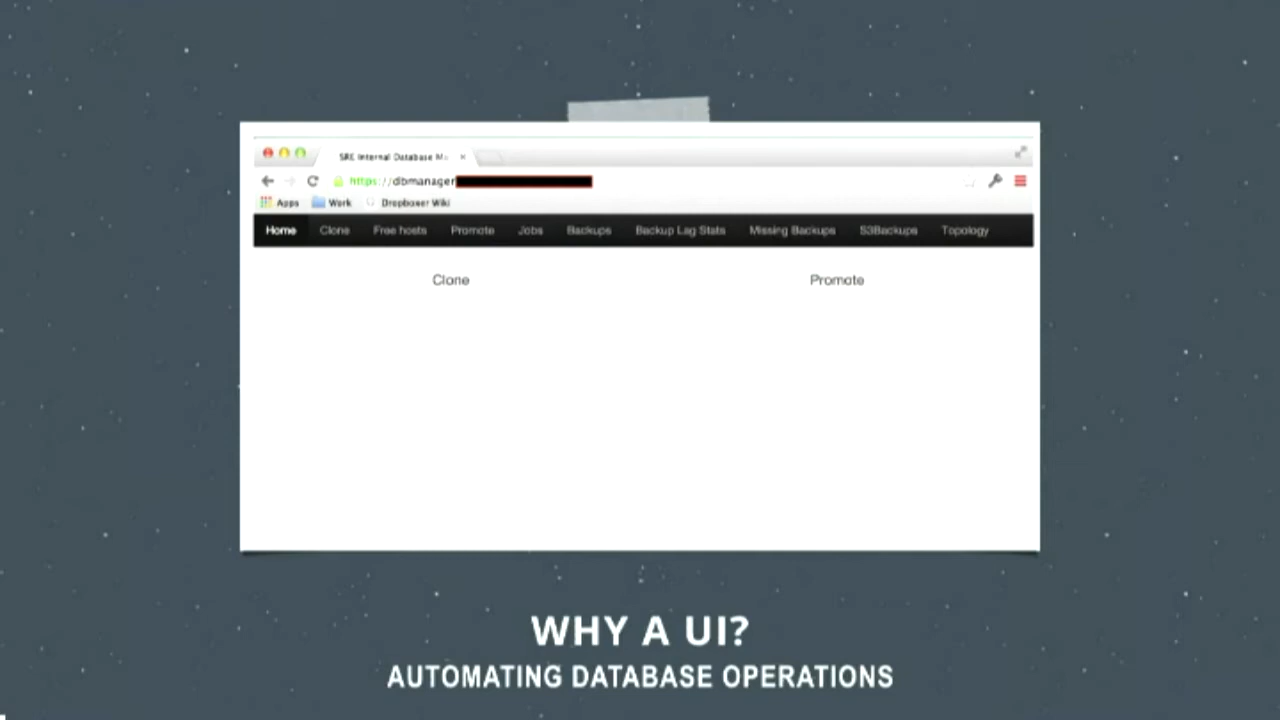 SRE Internal Database Ma
https://dbmanager
Apps Work Dropboxer Wiki
Home Clone Free hosts Promote Jobs Backups Backup Lag Stats Missing Backups S3Backups Topology
Clone Promote
WHY A UI?
AUTOMATING DATABASE OPERATIONS